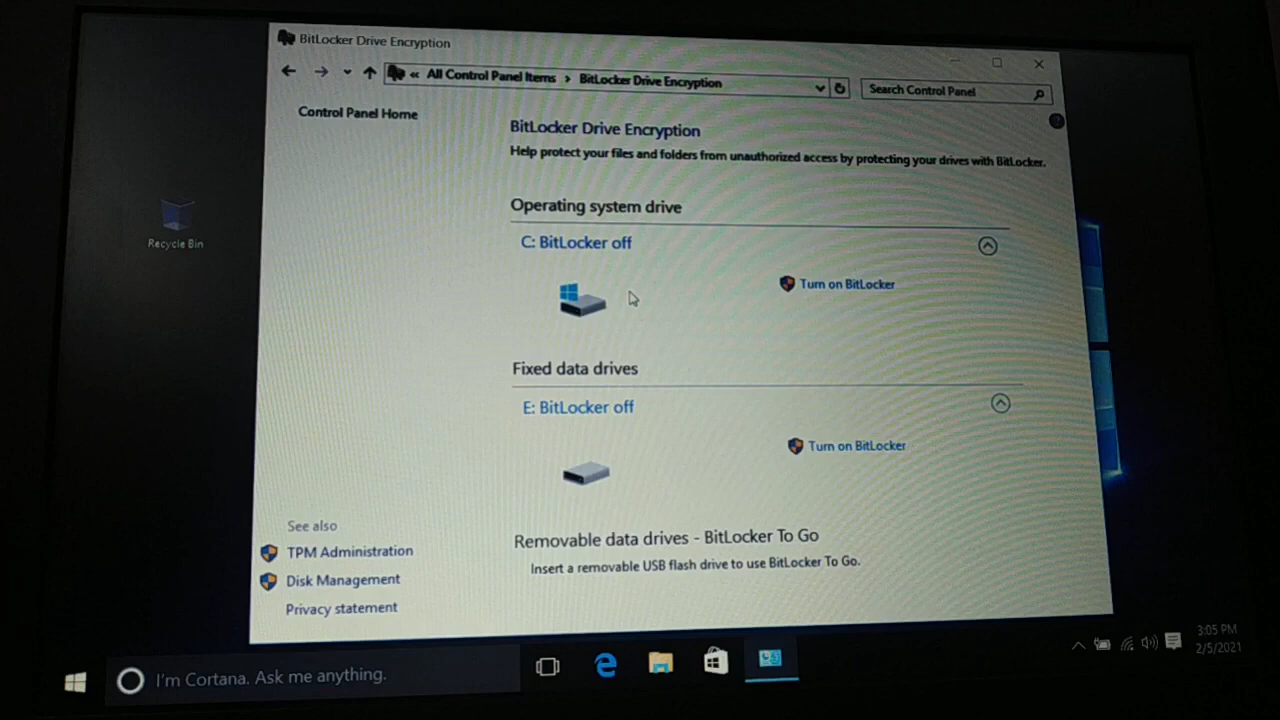 BitLocker Drive Encryption
« All Control Panel Items > BitLocker Drive Encryption
Search Control Panel
Control Panel Home
BitLocker Drive Encryption
Help protect your files and folders from unauthorized access by protecting your drives with BitLocker.
Operating system drive
C: BitLocker off
Turn on BitLocker
Fixed data drives
E: BitLocker off
Turn on BitLocker
Removable data drives - BitLocker To Go
Insert a removable USB flash drive to use BitLocker To Go.
See also
TPM Administration
Disk Management
Privacy statement
Recycle Bin
I'm Cortana. Ask me anything.
3:05 PM
2/5/2021